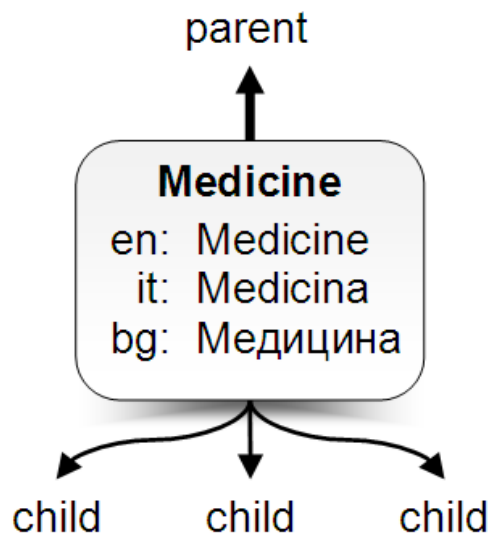 parent
Medicine
en: Medicine
it: Medicina
bg: Медицина
child child child